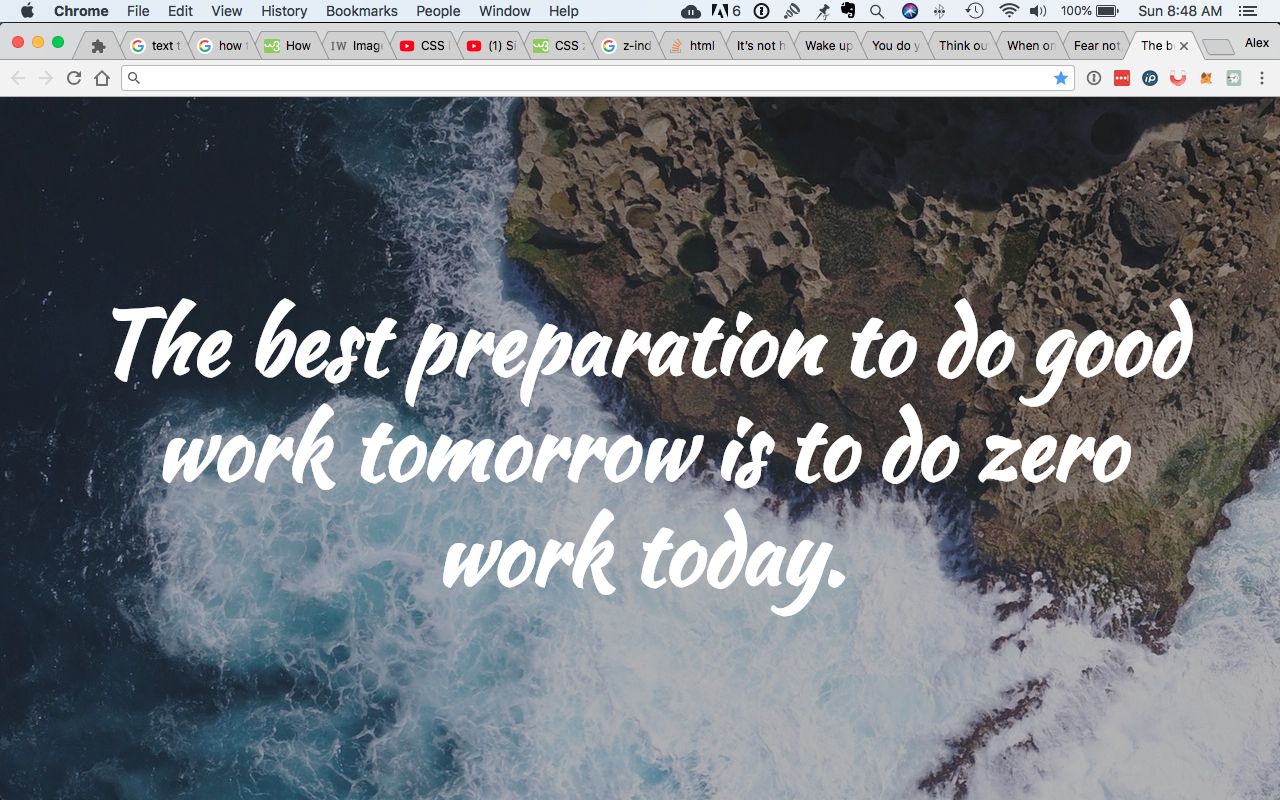 Chrome File Edit View History Bookmarks People Window Help 6 100% Sun 8:48 AM
text t how How Imag CSS (1) Si CSS z-ind html It's not h Wake up You do y Think ou When on Fear not, The be Alex
The best preparation to do good
work tomorrow is to do zero
work today.